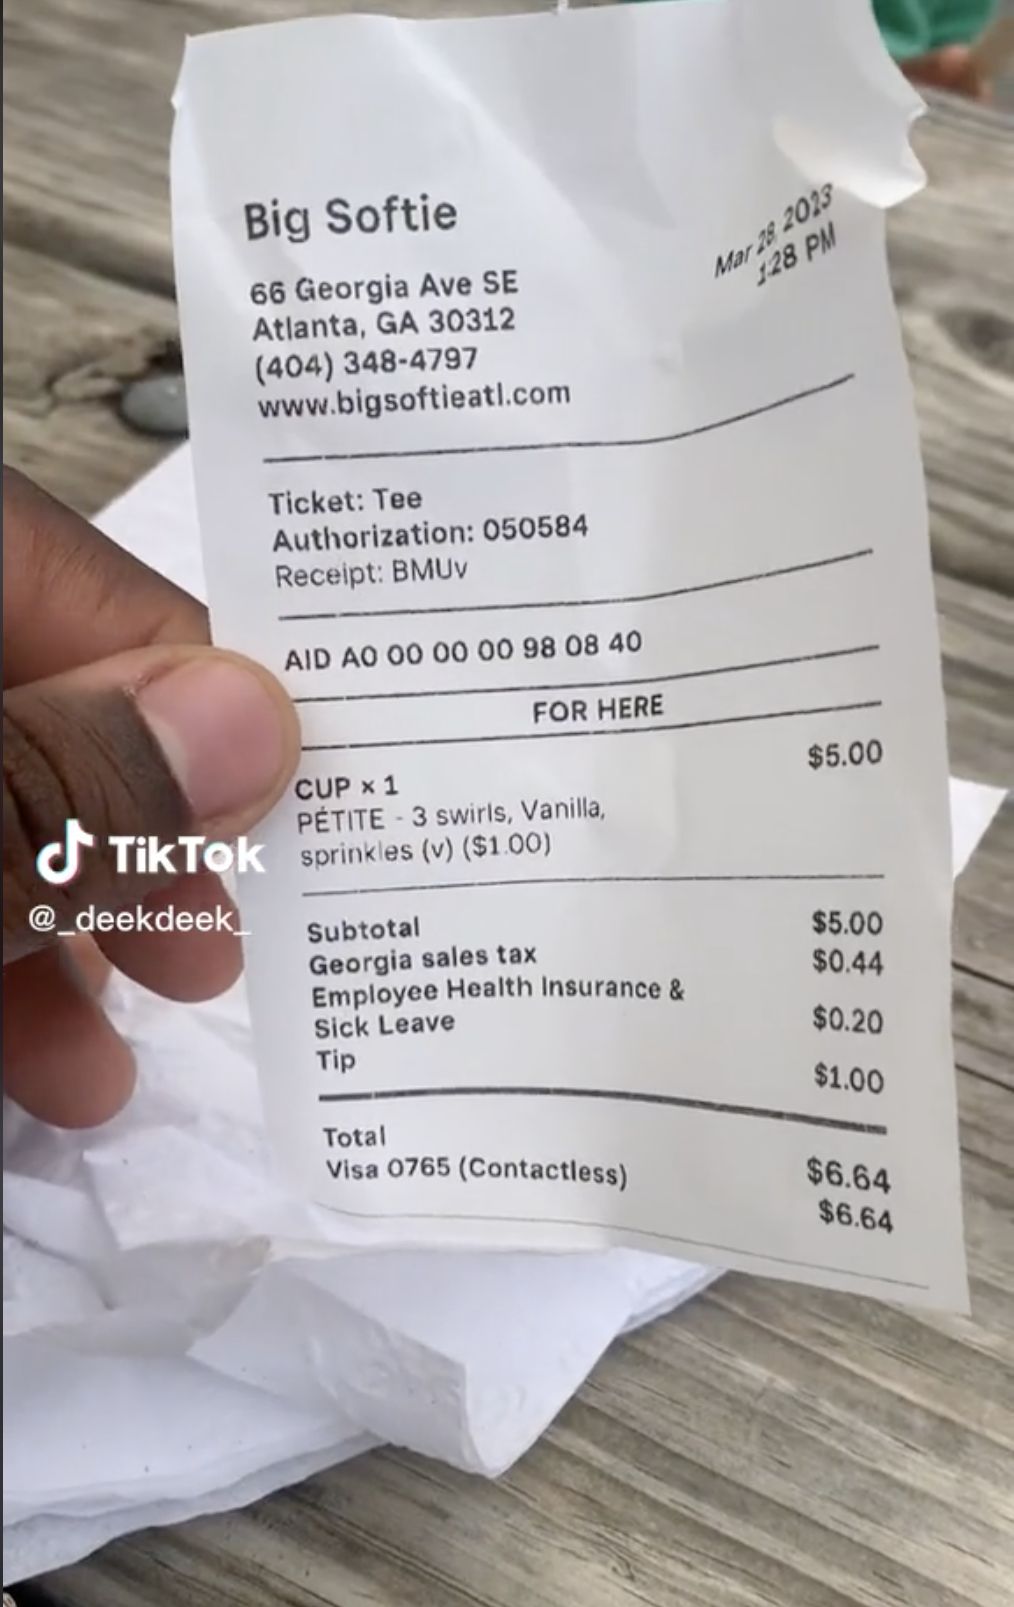 Big Softie
Mar 28, 2023
1:28 PM
66 Georgia Ave SE
Atlanta, GA 30312
(404) 348-4797
www.bigsoftieatl.com
Ticket: Tee
Authorization: 050584
Receipt: BMUv
AID A0 00 00 00 98 08 40
FOR HERE
CUP × 1 $5.00
PÉTITE - 3 swirls, Vanilla,
sprinkles (v) ($1.00)
Subtotal $5.00
Georgia sales tax $0.44
Employee Health Insurance &
Sick Leave $0.20
Tip $1.00
Total $6.64
Visa 0765 (Contactless) $6.64
TikTok
@_deekdeek_